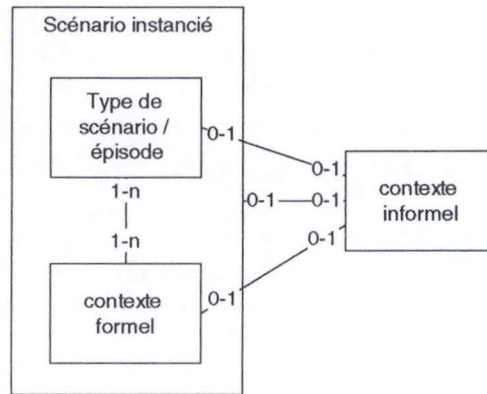 Scénario instancié
Type de
scénario /
épisode
0-1
0-1
1-n
0-1
0-1
contexte
informel
1-n
0-1
contexte
formel
0-1